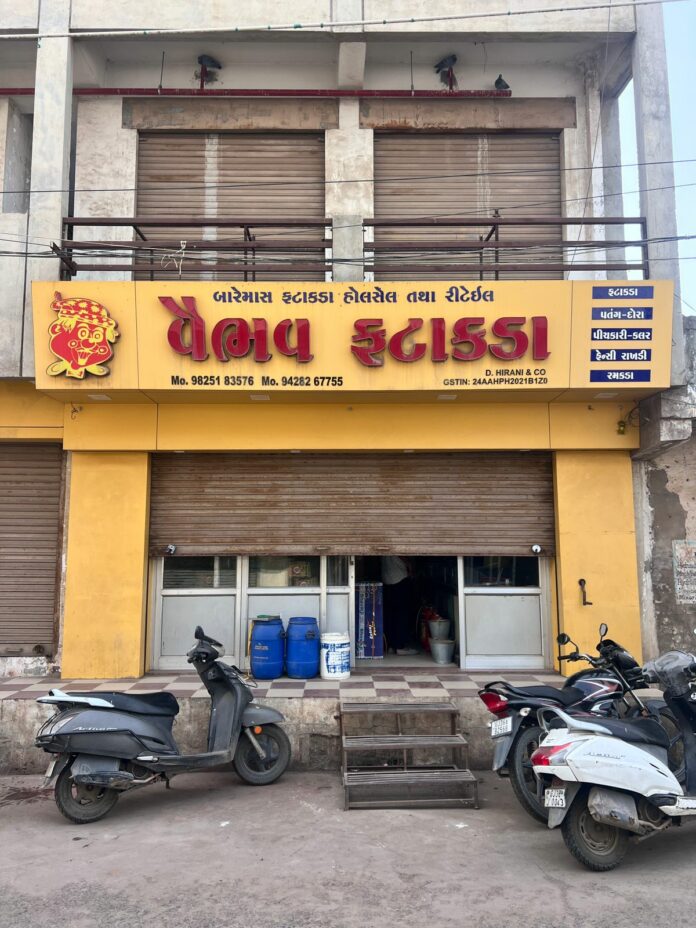 બારેમાસ ફટાકડા હોલસેલ તથા રીટેઈલ
વૈભવ ફટાકડા
D. HIRANI & CO
Mo. 98251 83576 Mo. 94282 67755
GSTIN: 24AAHPH2021B1Z0
ફટાકડા
પતંગ-દોરા
પીચકારી-કલર
ફેન્સી રાખડી
રમકડા